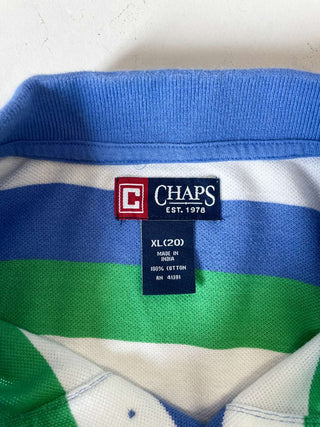 C CHAPS
EST. 1978
XL(20)
MADE IN
INDIA
100% COTTON
RN 41381